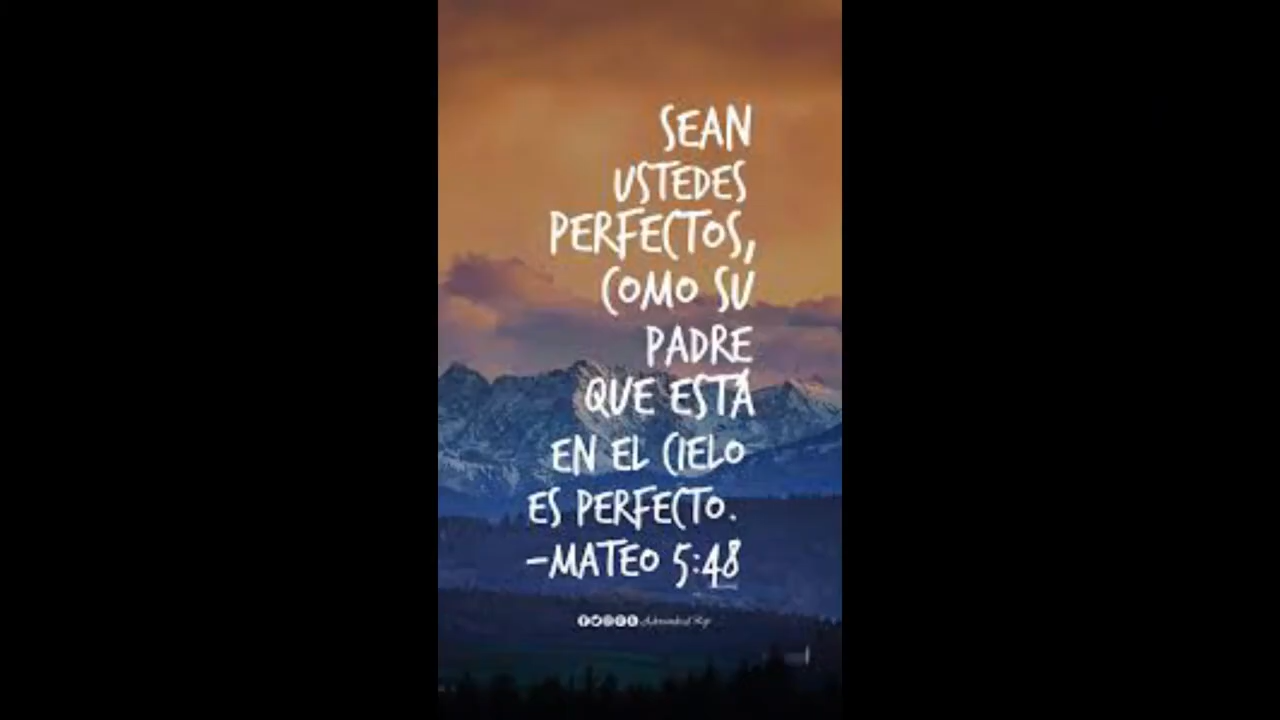 SEAN
USTEDES
PERFECTOS,
COMO SU
PADRE
QUE ESTÁ
EN EL CIELO
ES PERFECTO.
-MATEO 5:48